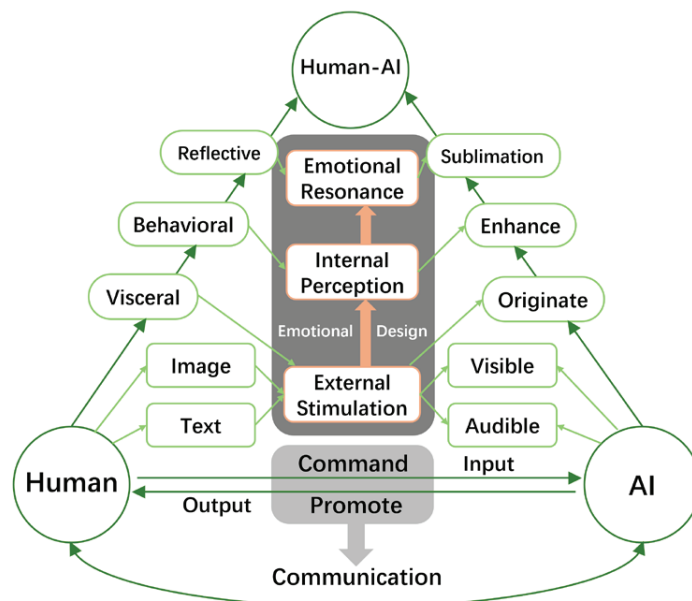 Human-AI
Reflective
Emotional
Resonance
Sublimation
Behavioral
Enhance
Internal
Perception
Visceral
Originate
Emotional Design
Image
Visible
External
Stimulation
Text
Audible
Human
Command
Input
AI
Output
Promote
Communication